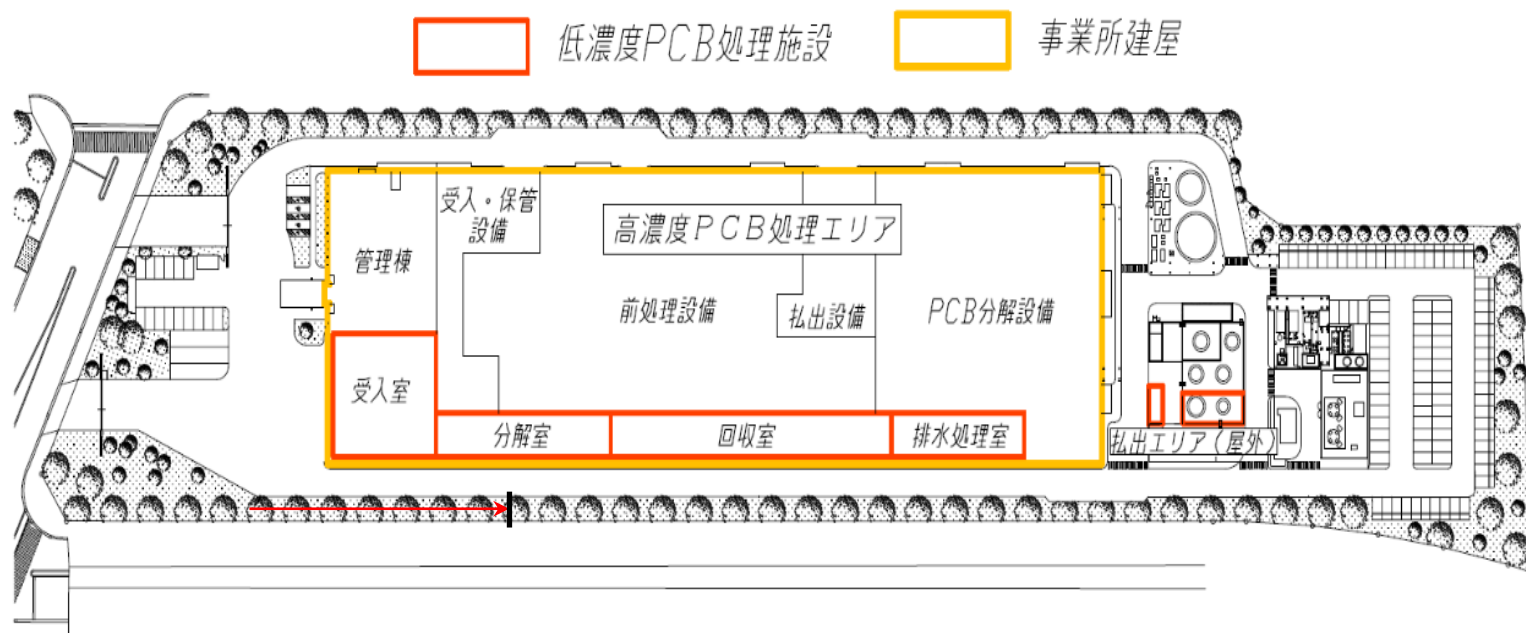 低濃度PCB処理施設
事業所建屋
受入・保管
設備
高濃度PCB処理エリア
管理棟
前処理設備
払出設備
PCB分解設備
受入室
分解室
回収室
排水処理室
払出エリア(屋外)